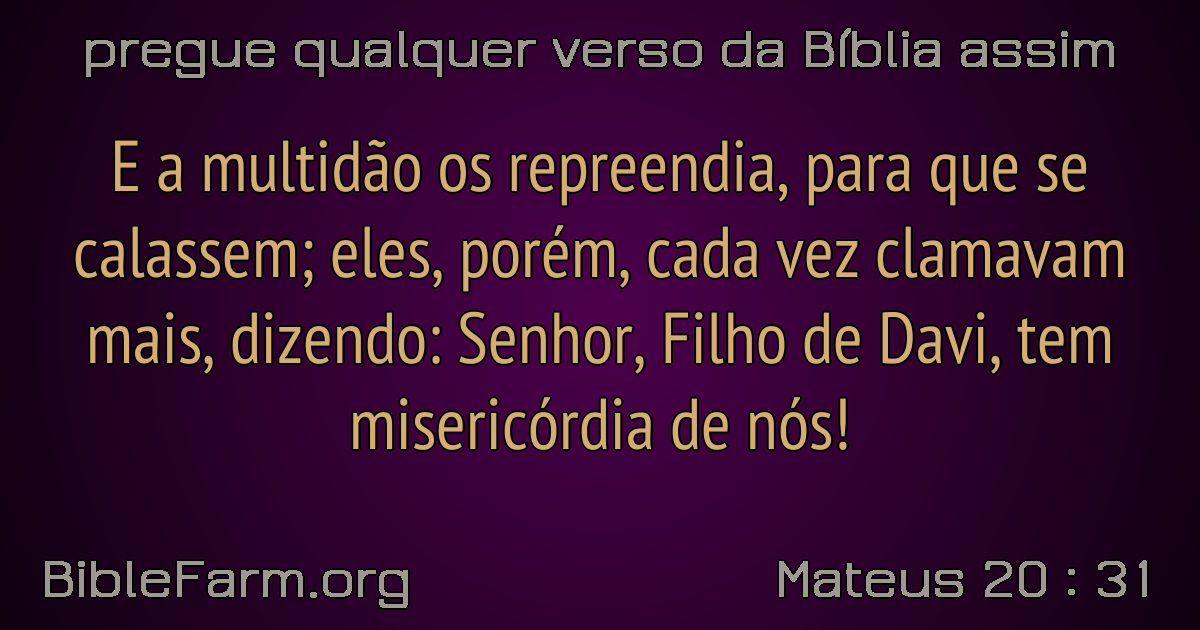 pregue qualquer verso da Bíblia assim
E a multidão os repreendia, para que se
calassem; eles, porém, cada vez clamavam
mais, dizendo: Senhor, Filho de Davi, tem
misericórdia de nós!
BibleFarm.org
Mateus 20 : 31